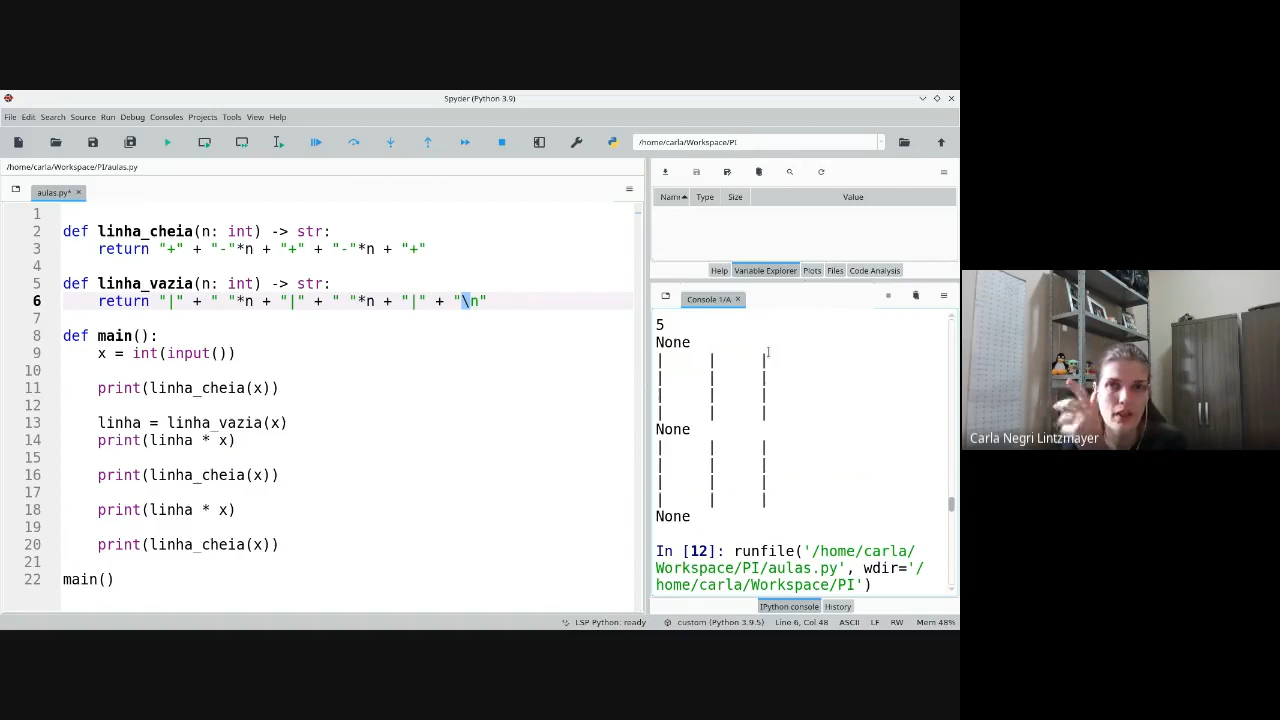 Spyder (Python 3.9)
File Edit Search Source Run Debug Consoles Projects Tools View Help
/home/carla/Workspace/PI
/home/carla/Workspace/PI/aulas.py
aulas.py*
1
2 def linha_cheia(n: int) -> str:
3 return "+" + "-"*n + "+" + "-"*n + "+"
4
5 def linha_vazia(n: int) -> str:
6 return "|" + " "*n + "|" + " "*n + "|" + "\n"
7
8 def main():
9 x = int(input())
10
11 print(linha_cheia(x))
12
13 linha = linha_vazia(x)
14 print(linha * x)
15
16 print(linha_cheia(x))
17
18 print(linha * x)
19
20 print(linha_cheia(x))
21
22 main()
Name Type Size Value
Help Variable Explorer Plots Files Code Analysis
Console 1/A
5
None
| | |
| | |
| | |
| | |
None
| | |
| | |
| | |
| | |
None
In [12]: runfile('/home/carla/
Workspace/PI/aulas.py', wdir='/
home/carla/Workspace/PI')
IPython console History
LSP Python: ready custom (Python 3.9.5) Line 6, Col 48 ASCII LF RW Mem 48%
Carla Negri Lintzmayer